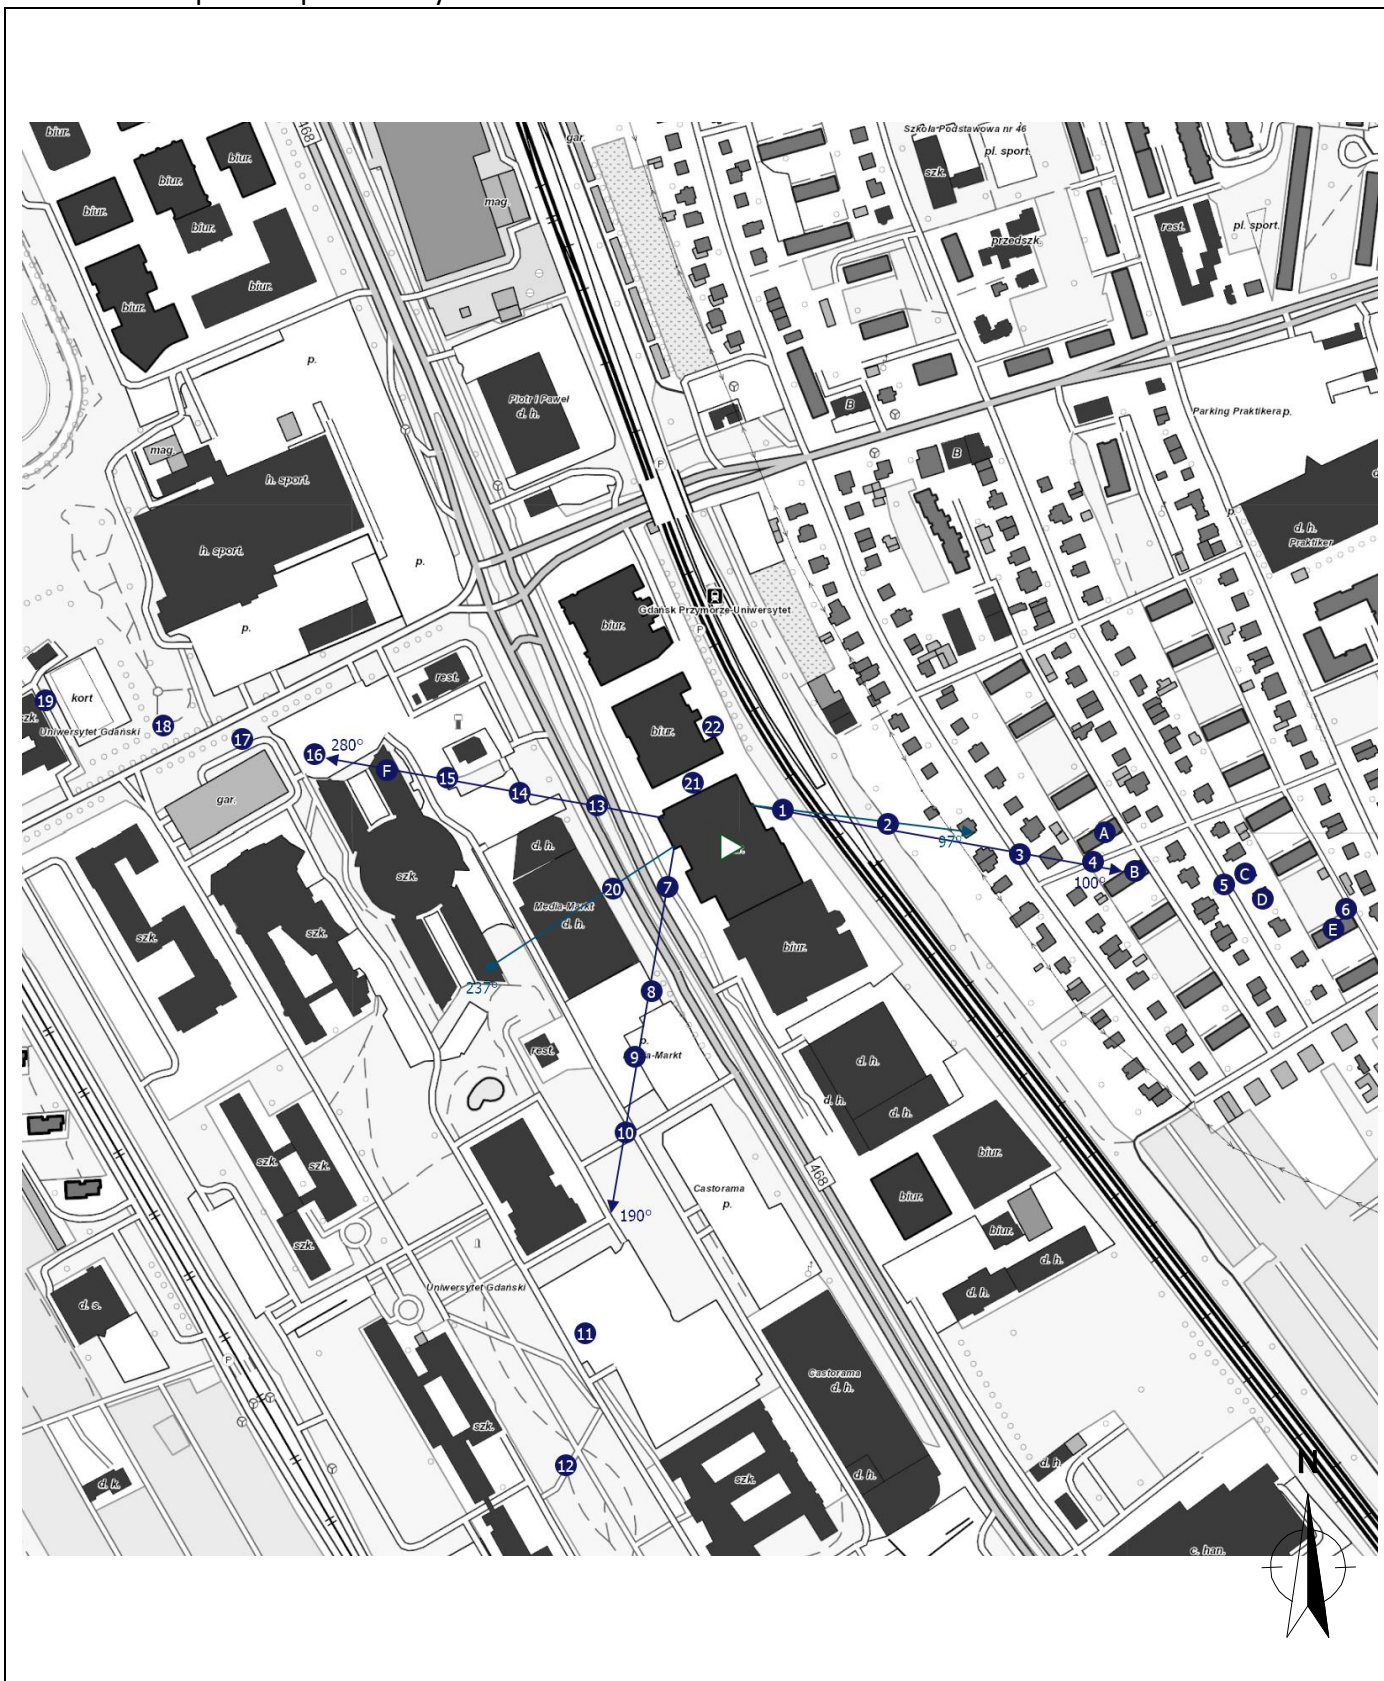 biur.
468
gar.
Szkoła Podstawowa nr 46
pl. sport.
biur.
biur.
szk.
mag.
biur.
biur.
rest.
pl. sport.
przedszk.
biur.
biur.
p.
Piotr i Paweł
d. h.
B
Parking Praktikera p.
mag.
P
B
h. sport.
p.
d. h.
Praktiker
h. sport.
p.
Gdańsk Przymorze-Uniwersytet
p.
biur.
P
rest.
19
kort
szk.
Uniwersytet Gdański
18
17
22
biur.
16
280°
F
15
21
14
13
1
gar.
2
97°
A
d. h.
3
4
szk.
100°
B
C
5
D
20
7
Media-Markt
d. h.
6
E
szk.
szk.
biur.
237°
8
p.
a-Markt
9
rest.
d. h.
d. h.
d. h.
10
szk.
szk.
biur.
468
Castorama
p.
biur.
190°
biur.
szk.
d. h.
Uniwersytet Gdański
d. h.
d. s.
11
P
Castorama
d. h.
szk.
12
N
d. k.
szk.
d. h.
d. h.
c. han.